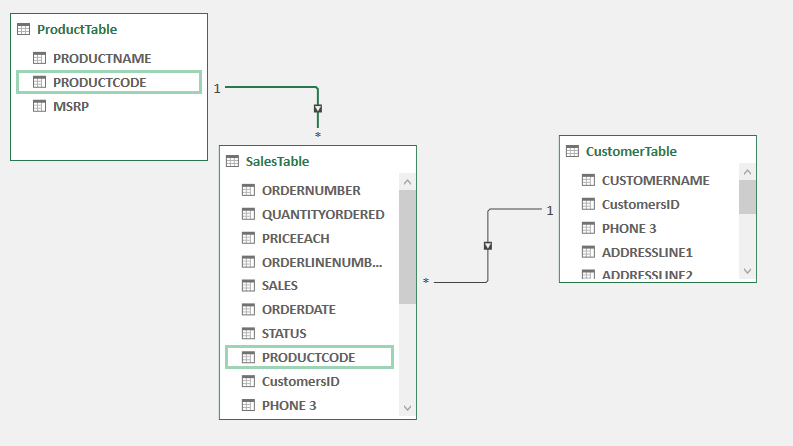 ProductTable
PRODUCTNAME
PRODUCTCODE
MSRP
1
*
SalesTable
ORDERNUMBER
QUANTITYORDERED
PRICEEACH
ORDERLINENUMB...
SALES
ORDERDATE
STATUS
PRODUCTCODE
CustomersID
PHONE 3
*
1
CustomerTable
CUSTOMERNAME
CustomersID
PHONE 3
ADDRESSLINE1
ADDRESSLINE2